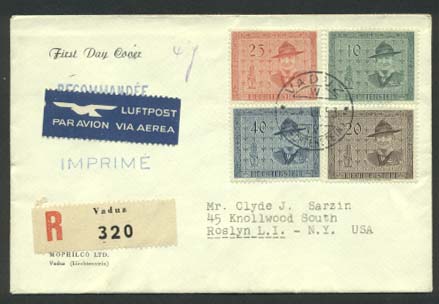 First Day Cover
RECOMMANDÉE
LUFTPOST
PAR AVION VIA AEREA
IMPRIMÉ
R
Vaduz
320
MOPHILCO LTD.
Vaduz (Liechtenstein)
25
10
LIECHTENSTEIN
LIECHTENSTEIN
VADUZ
40
20
LIECHTENSTEIN
LIECHTENSTEIN
Mr. Clyde J. Sarzin
45 Knollwood South
Roslyn L.I. - N.Y. USA